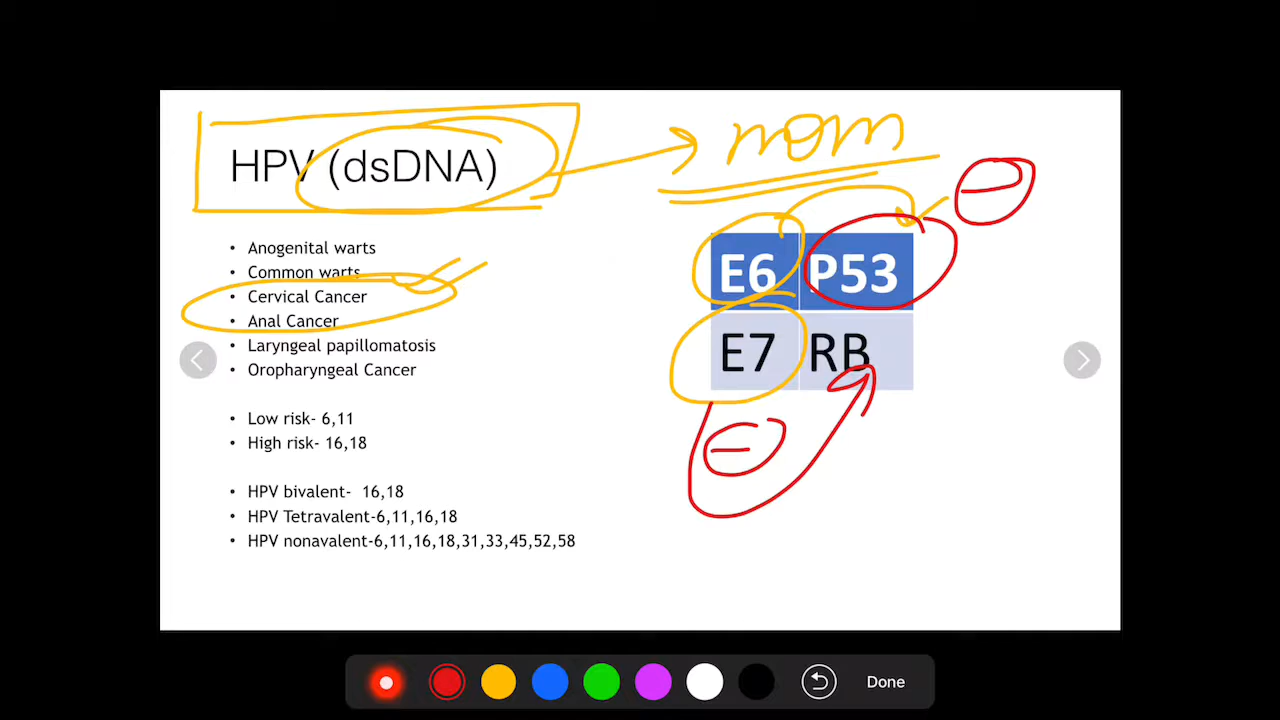 HPV (dsDNA)
• Anogenital warts
• Common warts
• Cervical Cancer
• Anal Cancer
• Laryngeal papillomatosis
• Oropharyngeal Cancer
• Low risk- 6,11
• High risk- 16,18
• HPV bivalent- 16,18
• HPV Tetravalent-6,11,16,18
• HPV nonavalent-6,11,16,18,31,33,45,52,58
E6 P53
E7 RB
Done